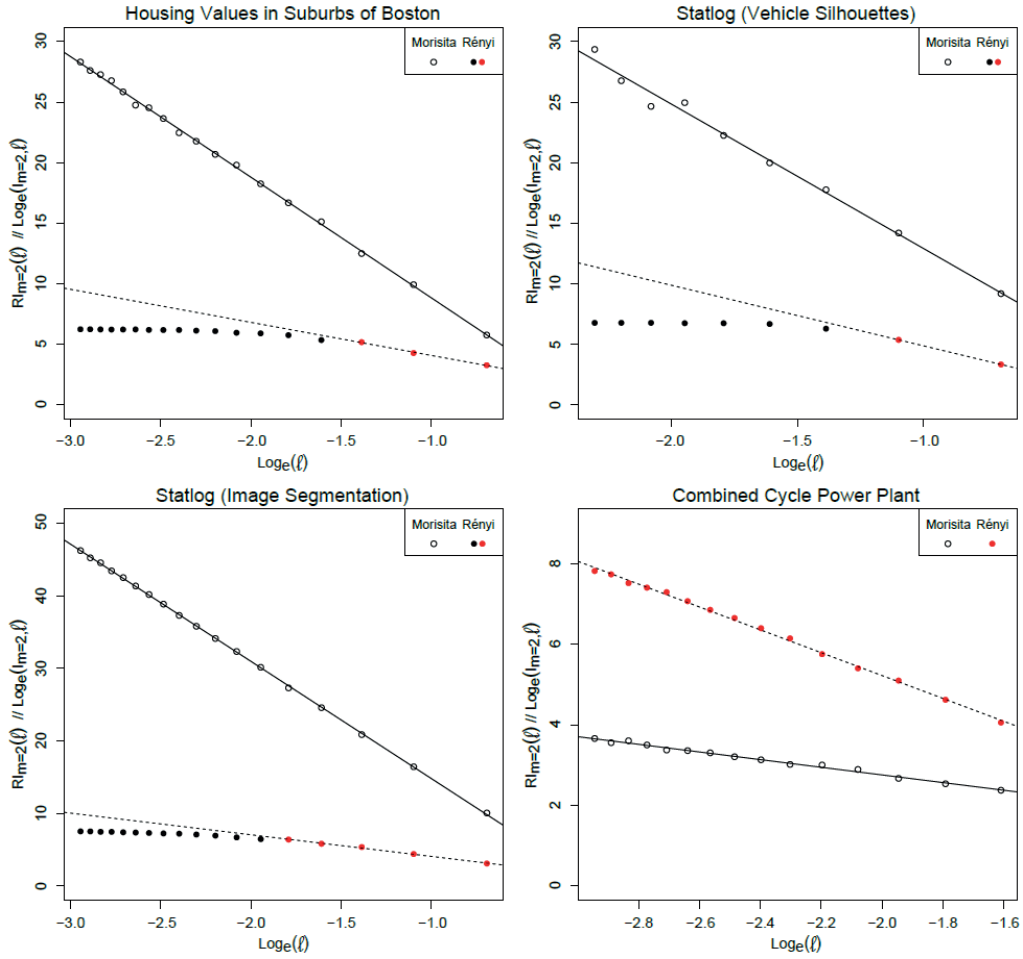 Housing Values in Suburbs of Boston
Morisita Rényi
30
25
20
15
10
5
0
RIm=2(ℓ) // Loge(Im=2,ℓ)
−3.0 −2.5 −2.0 −1.5 −1.0
Loge(ℓ)
Statlog (Vehicle Silhouettes)
Morisita Rényi
30
25
20
15
10
5
0
RIm=2(ℓ) // Loge(Im=2,ℓ)
−2.0 −1.5 −1.0
Loge(ℓ)
Statlog (Image Segmentation)
Morisita Rényi
50
40
30
20
10
0
RIm=2(ℓ) // Loge(Im=2,ℓ)
−3.0 −2.5 −2.0 −1.5 −1.0
Loge(ℓ)
Combined Cycle Power Plant
Morisita Rényi
8
6
4
2
0
RIm=2(ℓ) // Loge(Im=2,ℓ)
−2.8 −2.6 −2.4 −2.2 −2.0 −1.8 −1.6
Loge(ℓ)